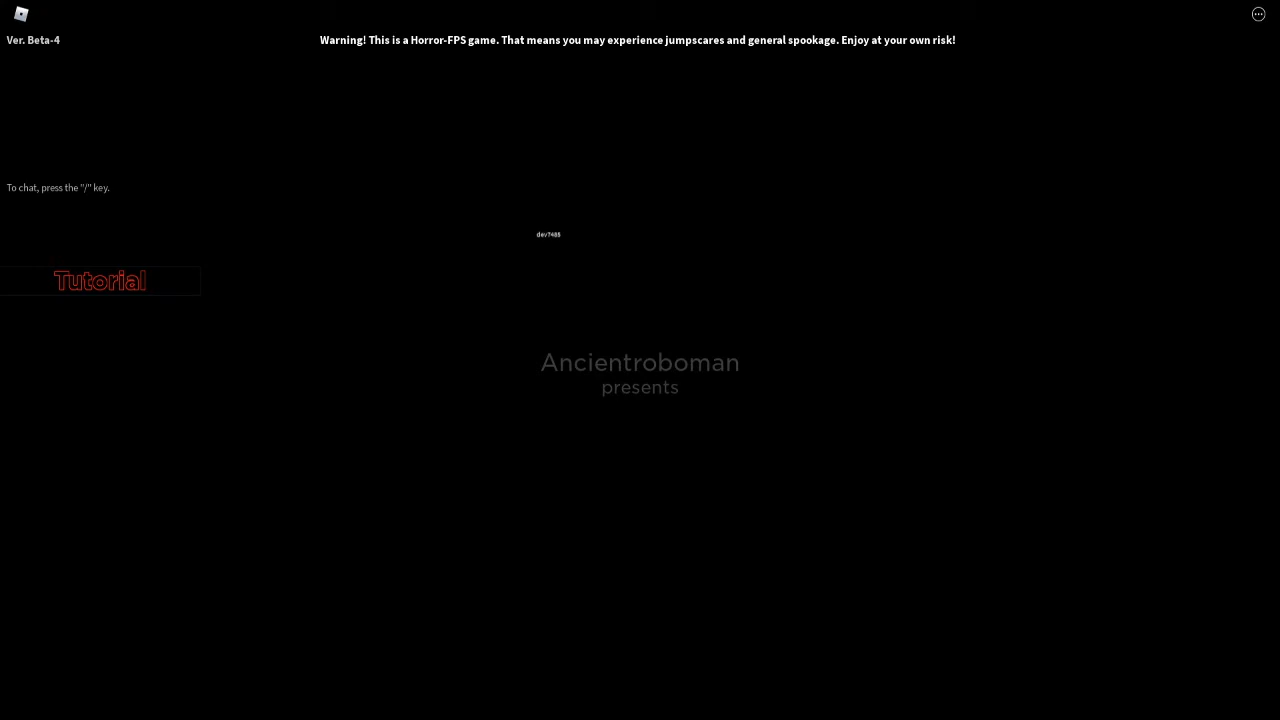 Ver. Beta-4
Warning! This is a Horror-FPS game. That means you may experience jumpscares and general spookage. Enjoy at your own risk!
To chat, press the "/" key.
dev7485
Tutorial
Ancientroboman
presents